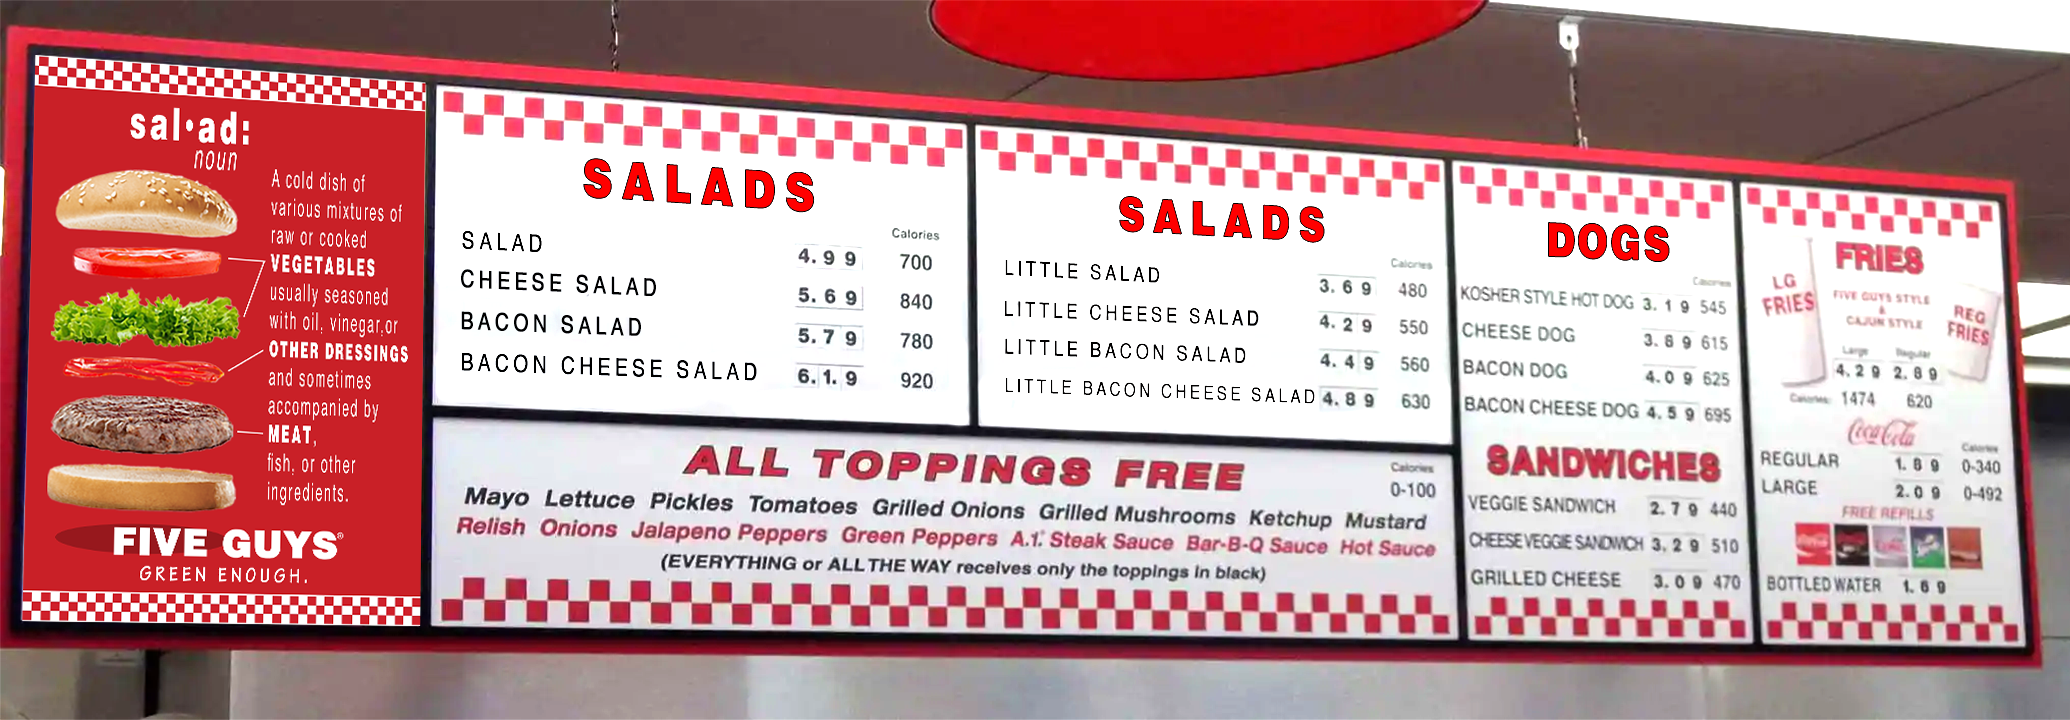 sal•ad:
noun
A cold dish of
various mixtures of
raw or cooked
VEGETABLES
usually seasoned
with oil, vinegar,or
OTHER DRESSINGS
and sometimes
accompanied by
MEAT,
fish, or other
ingredients.
FIVE GUYS®
GREEN ENOUGH.
SALADS
Calories
SALAD 4.99 700
CHEESE SALAD 5.69 840
BACON SALAD 5.79 780
BACON CHEESE SALAD 6.1.9 920
SALADS
Calories
LITTLE SALAD 3.69 480
LITTLE CHEESE SALAD 4.29 550
LITTLE BACON SALAD 4.49 560
LITTLE BACON CHEESE SALAD 4.89 630
ALL TOPPINGS FREE
Calories
0-100
Mayo Lettuce Pickles Tomatoes Grilled Onions Grilled Mushrooms Ketchup Mustard
Relish Onions Jalapeno Peppers Green Peppers A.1. Steak Sauce Bar-B-Q Sauce Hot Sauce
(EVERYTHING or ALL THE WAY receives only the toppings in black)
DOGS
Calories
KOSHER STYLE HOT DOG 3.19 545
CHEESE DOG 3.89 615
BACON DOG 4.09 625
BACON CHEESE DOG 4.59 695
SANDWICHES
VEGGIE SANDWICH 2.79 440
CHEESE VEGGIE SANDWICH 3.29 510
GRILLED CHEESE 3.09 470
FRIES
LG
FRIES
FIVE GUYS STYLE
&
CAJUN STYLE
REG
FRIES
Large Regular
4.29 2.89
Calories: 1474 620
Coca-Cola
Calories
REGULAR 1.89 0-340
LARGE 2.09 0-492
FREE REFILLS
BOTTLED WATER 1.69